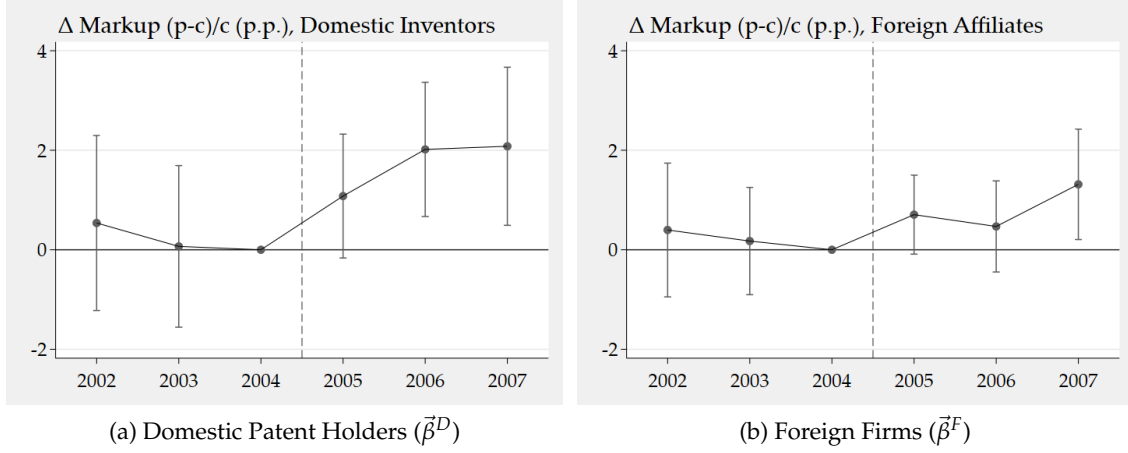 Δ Markup (p-c)/c (p.p.), Domestic Inventors
4
2
0
-2
2002 2003 2004 2005 2006 2007
(a) Domestic Patent Holders (β⃗^D)
Δ Markup (p-c)/c (p.p.), Foreign Affiliates
4
2
0
-2
2002 2003 2004 2005 2006 2007
(b) Foreign Firms (β⃗^F)